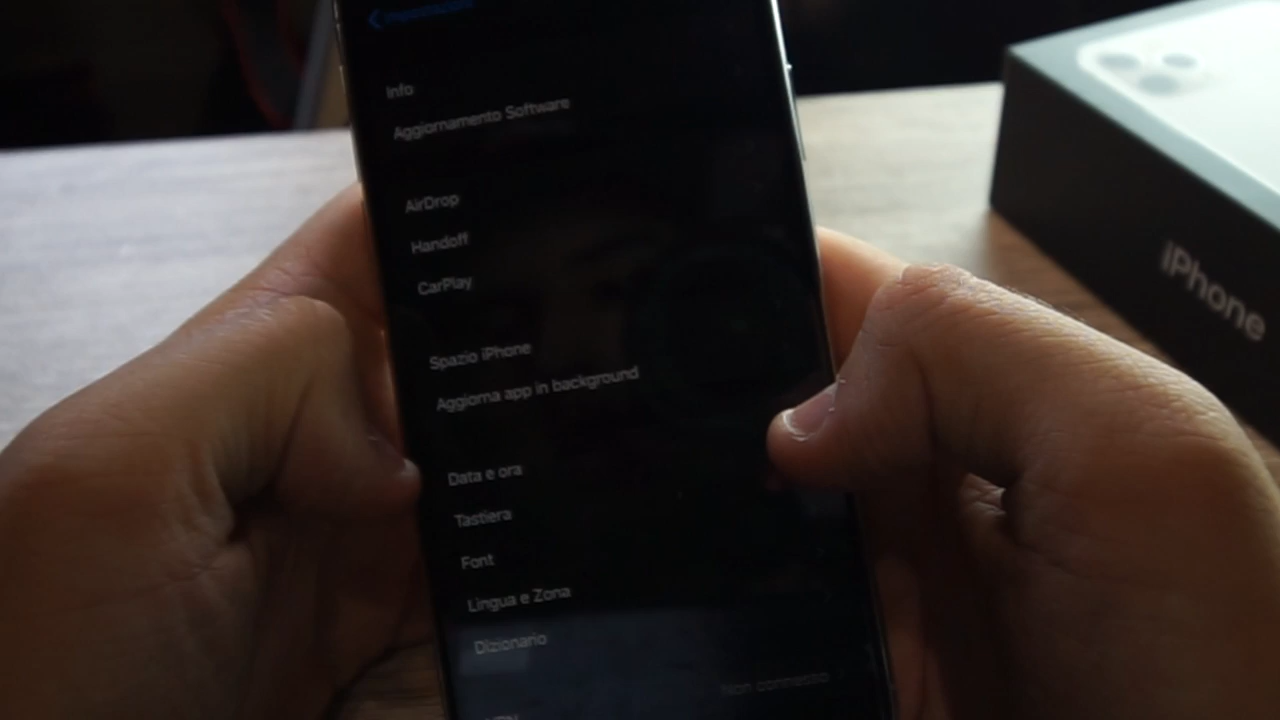 Info
Aggiornamento Software
AirDrop
Handoff
CarPlay
Spazio iPhone
Aggiorna app in background
Data e ora
Tastiera
Font
Lingua e Zona
Dizionario
Non connesso
iPhone